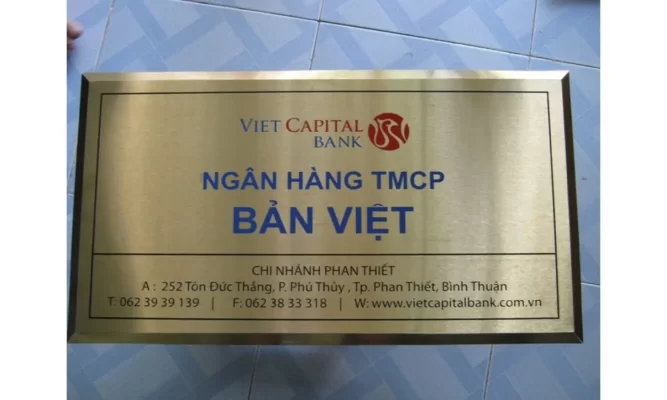 VIET CAPITAL
BANK
NGÂN HÀNG TMCP
BẢN VIỆT
CHI NHÁNH PHAN THIẾT
A : 252 Tôn Đức Thắng, P. Phú Thủy , Tp. Phan Thiết, Bình Thuận
T: 062 39 39 139 | F: 062 38 33 318 | W: www.vietcapitalbank.com.vn